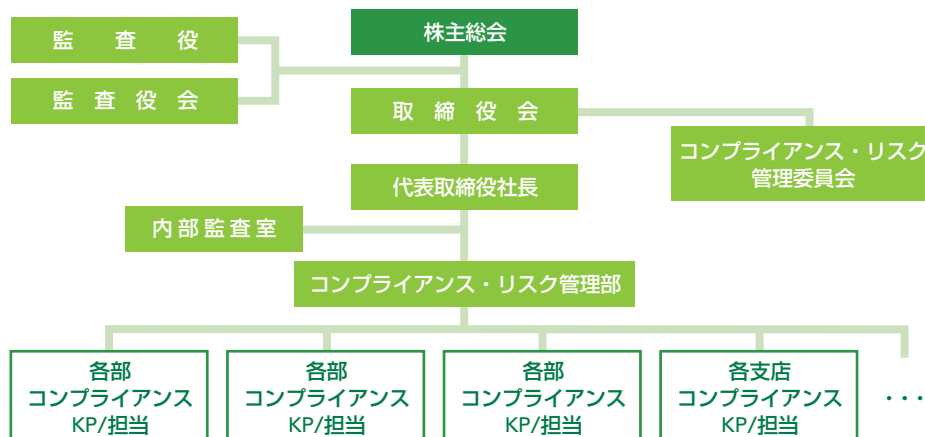 株主総会
監査役
監査役会
取締役会
コンプライアンス・リスク
管理委員会
代表取締役社長
内部監査室
コンプライアンス・リスク管理部
各部
コンプライアンス
KP/担当
各部
コンプライアンス
KP/担当
各部
コンプライアンス
KP/担当
各支店
コンプライアンス
KP/担当
・・・